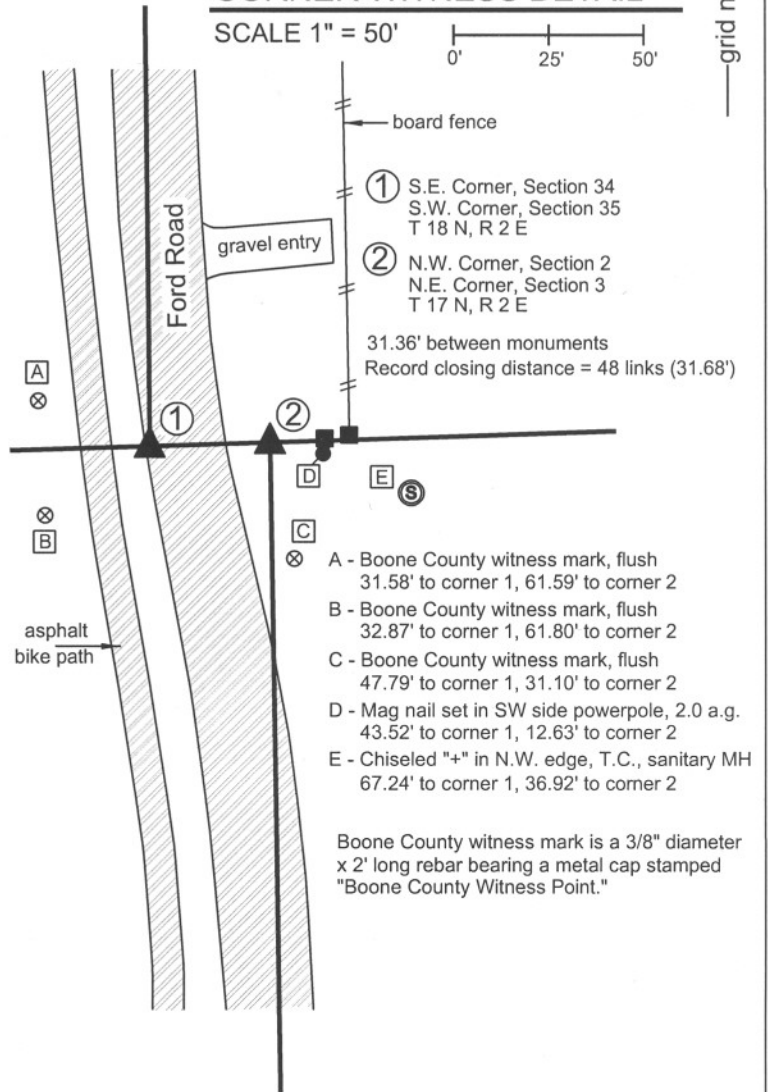 SCALE 1" = 50'
0' 25' 50'
grid n
board fence
1 S.E. Corner, Section 34
S.W. Corner, Section 35
T 18 N, R 2 E
2 N.W. Corner, Section 2
N.E. Corner, Section 3
T 17 N, R 2 E
Ford Road
gravel entry
31.36' between monuments
Record closing distance = 48 links (31.68')
A
1
2
D
E
S
B
C
asphalt
bike path
A - Boone County witness mark, flush
31.58' to corner 1, 61.59' to corner 2
B - Boone County witness mark, flush
32.87' to corner 1, 61.80' to corner 2
C - Boone County witness mark, flush
47.79' to corner 1, 31.10' to corner 2
D - Mag nail set in SW side powerpole, 2.0 a.g.
43.52' to corner 1, 12.63' to corner 2
E - Chiseled "+" in N.W. edge, T.C., sanitary MH
67.24' to corner 1, 36.92' to corner 2
Boone County witness mark is a 3/8" diameter
x 2' long rebar bearing a metal cap stamped
"Boone County Witness Point."